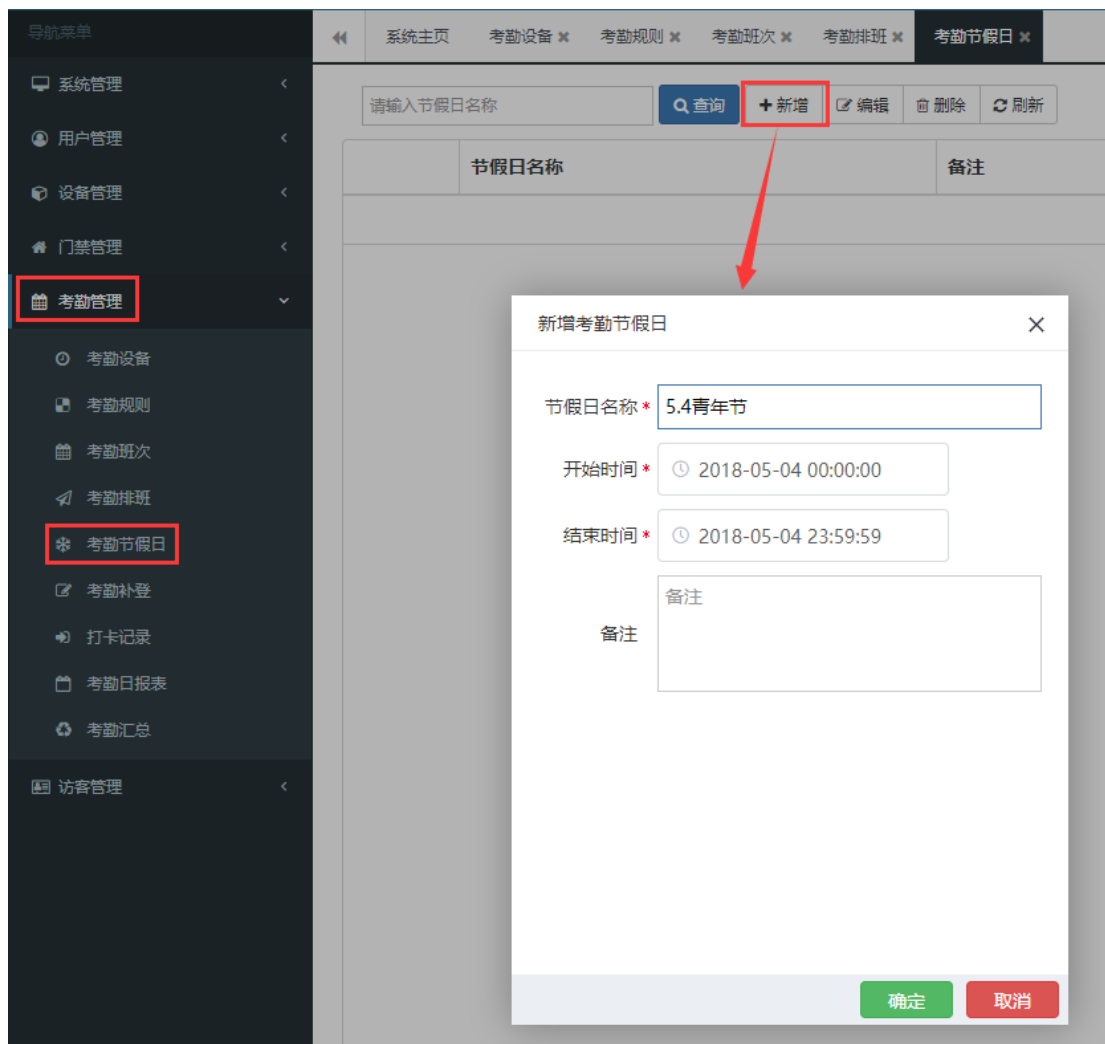 导航菜单
系统管理
用户管理
设备管理
门禁管理
考勤管理
考勤设备
考勤规则
考勤班次
考勤排班
考勤节假日
考勤补登
打卡记录
考勤日报表
考勤汇总
访客管理
系统主页 考勤设备 考勤规则 考勤班次 考勤排班 考勤节假日
请输入节假日名称 查询 新增 编辑 删除 刷新
节假日名称 备注
新增考勤节假日
节假日名称* 5.4青年节
开始时间* 2018-05-04 00:00:00
结束时间* 2018-05-04 23:59:59
备注 备注
确定 取消